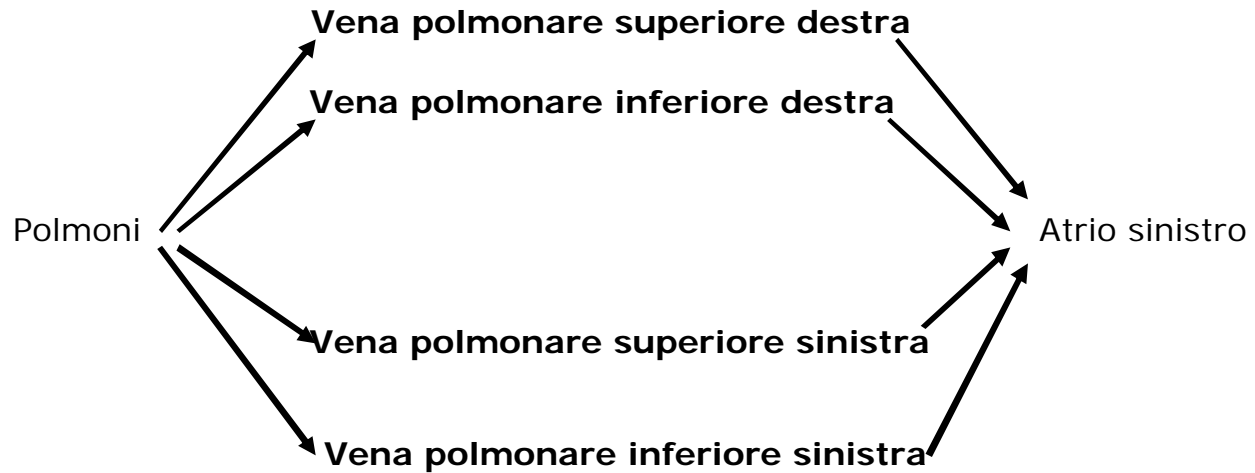 Vena polmonare superiore destra
Vena polmonare inferiore destra
Polmoni
Atrio sinistro
Vena polmonare superiore sinistra
Vena polmonare inferiore sinistra